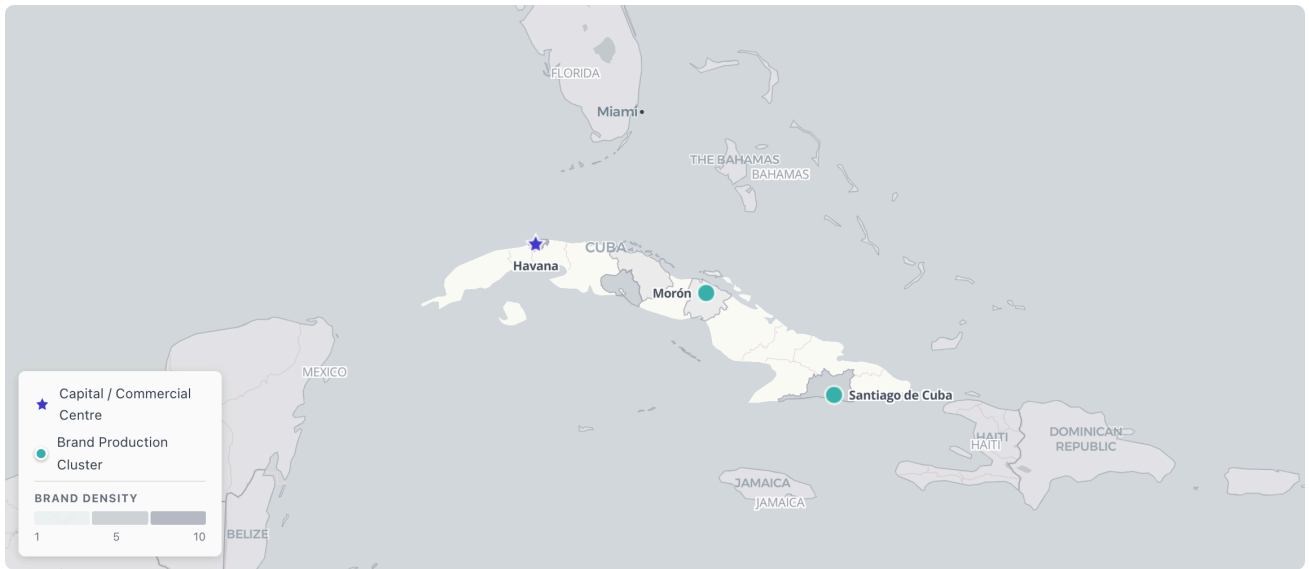 FLORIDA
Miami
THE BAHAMAS
BAHAMAS
CUBA
Havana
Morón
MEXICO
Santiago de Cuba
HAITI
HAITI
DOMINICAN
REPUBLIC
JAMAICA
JAMAICA
BELIZE
Capital / Commercial
Centre
Brand Production
Cluster
BRAND DENSITY
1 5 10